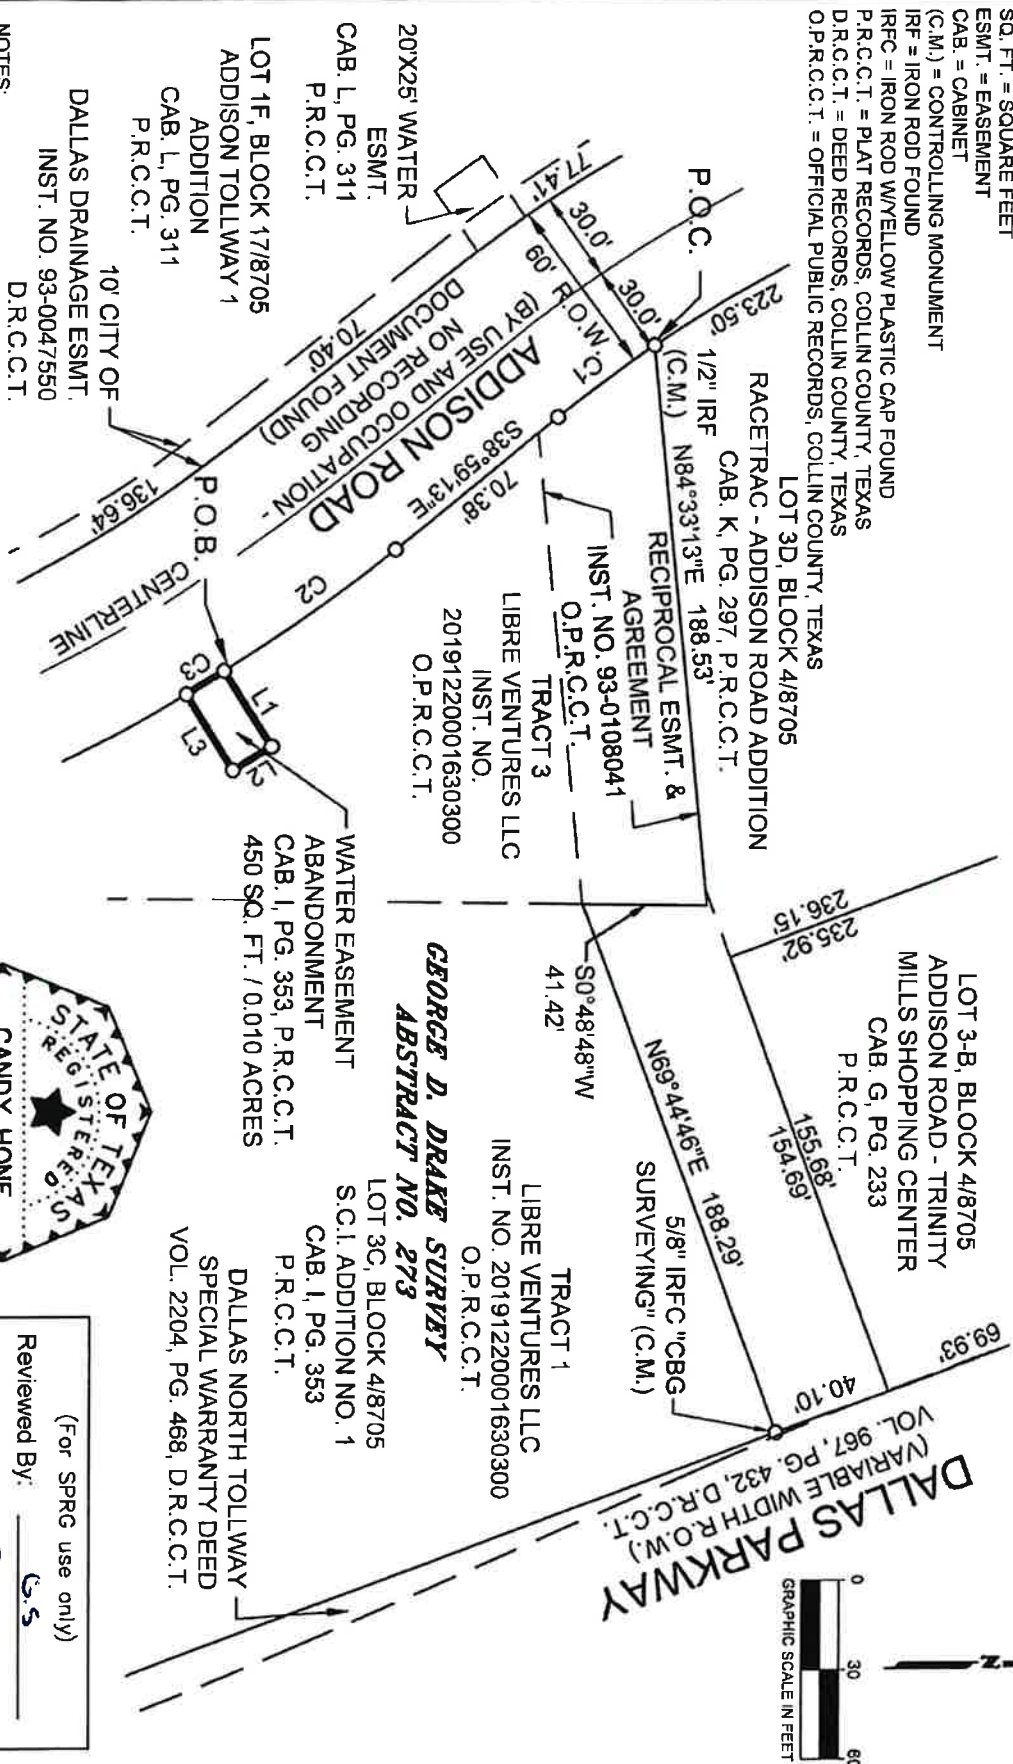 SQ. FT. = SQUARE FEET
ESMT. = EASEMENT
CAB. = CABINET
(C.M.) = CONTROLLING MONUMENT
IRF = IRON ROD FOUND
IRFC = IRON ROD W/YELLOW PLASTIC CAP FOUND
P.R.C.C.T. = PLAT RECORDS, COLLIN COUNTY, TEXAS
D.R.C.C.T. = DEED RECORDS, COLLIN COUNTY, TEXAS
O.P.R.C.C.T. = OFFICIAL PUBLIC RECORDS, COLLIN COUNTY, TEXAS
LOT 3-B, BLOCK 4/8705
ADDISON ROAD - TRINITY
MILLS SHOPPING CENTER
CAB. G, PG. 233
P.R.C.C.T.
236.15'
235.92'
155.68'
154.69'
69.93'
40.10'
N
0
30
60
GRAPHIC SCALE IN FEET
LOT 3D, BLOCK 4/8705
RACETRAC - ADDISON ROAD ADDITION
CAB. K, PG. 297, P.R.C.C.T.
223.50'
P.O.C.
1/2" IRF
(C.M.)
N84°33'13"E 188.53'
RECIPROCAL ESMT. &
AGREEMENT
INST. NO. 93-0108041
O.P.R.C.C.T.
S0°48'48"W
41.42'
N69°44'46"E 188.29'
5/8" IRFC "CBG
SURVEYING" (C.M.)
DALLAS PARKWAY
(VARIABLE WIDTH R.O.W.)
VOL. 967, PG. 432, D.R.C.C.T.
77.41'
30.0'
30.0'
60' R.O.W.
C1
S38°59'13"E
70.38'
C2
ADDISON ROAD
(BY USE AND OCCUPATION -
NO RECORDING
DOCUMENT FOUND)
70.40'
136.64'
CENTERLINE
20'X25' WATER
ESMT.
CAB. L, PG. 311
P.R.C.C.T.
LOT 1F, BLOCK 17/8705
ADDISON TOLLWAY 1
ADDITION
CAB. L, PG. 311
P.R.C.C.T.
10' CITY OF
DALLAS DRAINAGE ESMT.
INST. NO. 93-0047550
D.R.C.C.T.
TRACT 3
LIBRE VENTURES LLC
INST. NO.
20191220001630300
O.P.R.C.C.T.
P.O.B.
L1
L2
L3
C3
WATER EASEMENT
ABANDONMENT
CAB. I, PG. 353, P.R.C.C.T.
450 SQ. FT. / 0.010 ACRES
TRACT 1
LIBRE VENTURES LLC
INST. NO. 20191220001630300
O.P.R.C.C.T.
GEORGE D. DRAKE SURVEY
ABSTRACT NO. 273
LOT 3C, BLOCK 4/8705
S.C.I. ADDITION NO. 1
CAB. I, PG. 353
P.R.C.C.T.
DALLAS NORTH TOLLWAY
SPECIAL WARRANTY DEED
VOL. 2204, PG. 468, D.R.C.C.T.
NOTES:
STATE OF TEXAS
REGISTERED
CANDY HONE
(For SPRG use only)
Reviewed By: G.S